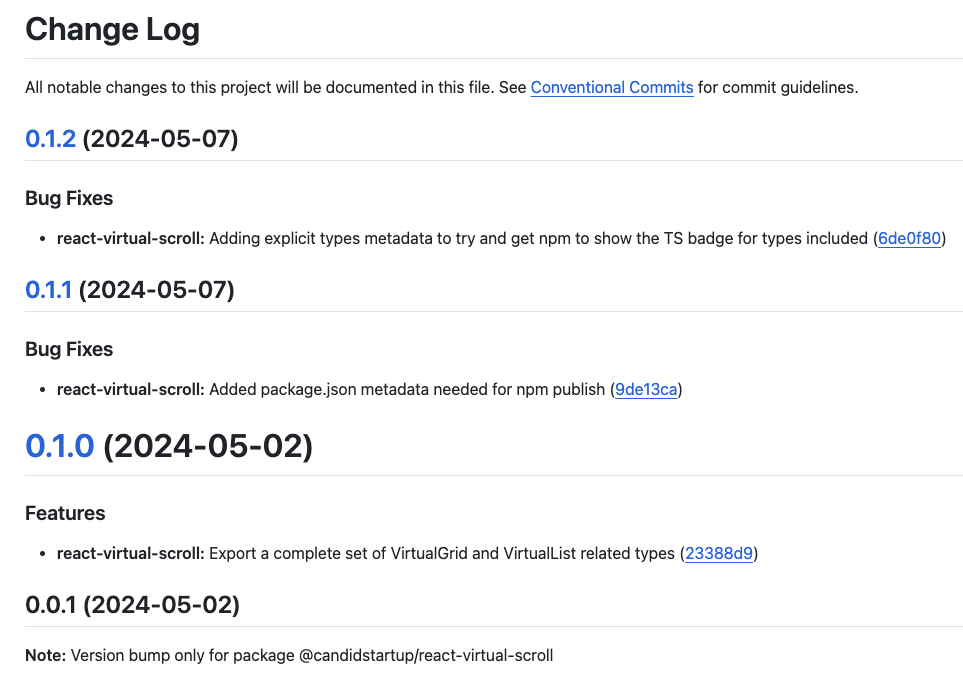 Change Log
All notable changes to this project will be documented in this file. See Conventional Commits for commit guidelines.
0.1.2 (2024-05-07)
Bug Fixes
• react-virtual-scroll: Adding explicit types metadata to try and get npm to show the TS badge for types included (6de0f80)
0.1.1 (2024-05-07)
Bug Fixes
• react-virtual-scroll: Added package.json metadata needed for npm publish (9de13ca)
0.1.0 (2024-05-02)
Features
• react-virtual-scroll: Export a complete set of VirtualGrid and VirtualList related types (23388d9)
0.0.1 (2024-05-02)
Note: Version bump only for package @candidstartup/react-virtual-scroll